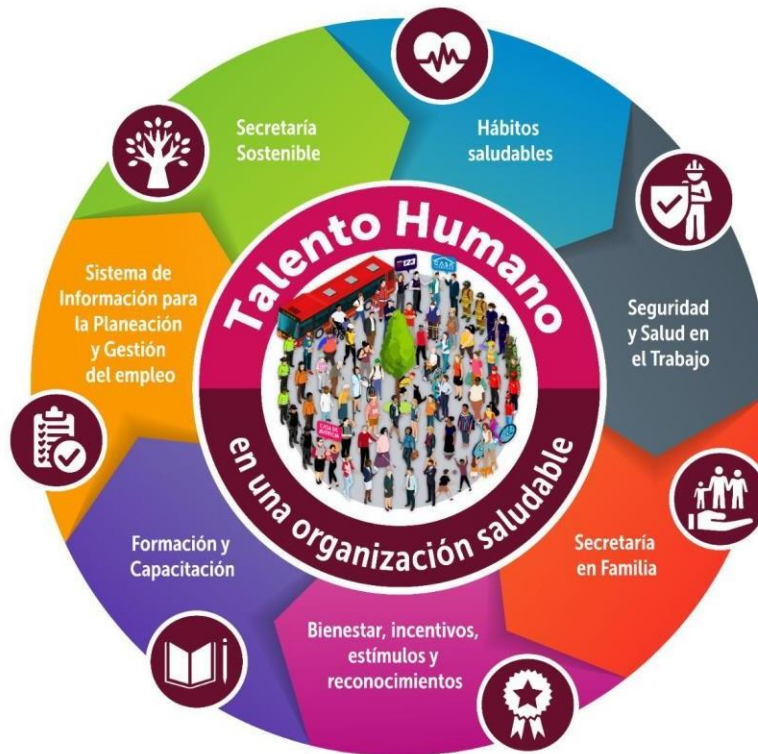 Talento Humano
en una organización saludable
Hábitos
saludables
Seguridad
y Salud en
el Trabajo
Secretaría
en Familia
Bienestar, incentivos,
estímulos y
reconocimientos
Formación y
Capacitación
Sistema de
Información para
la Planeación
y Gestión
del empleo
Secretaría
Sostenible